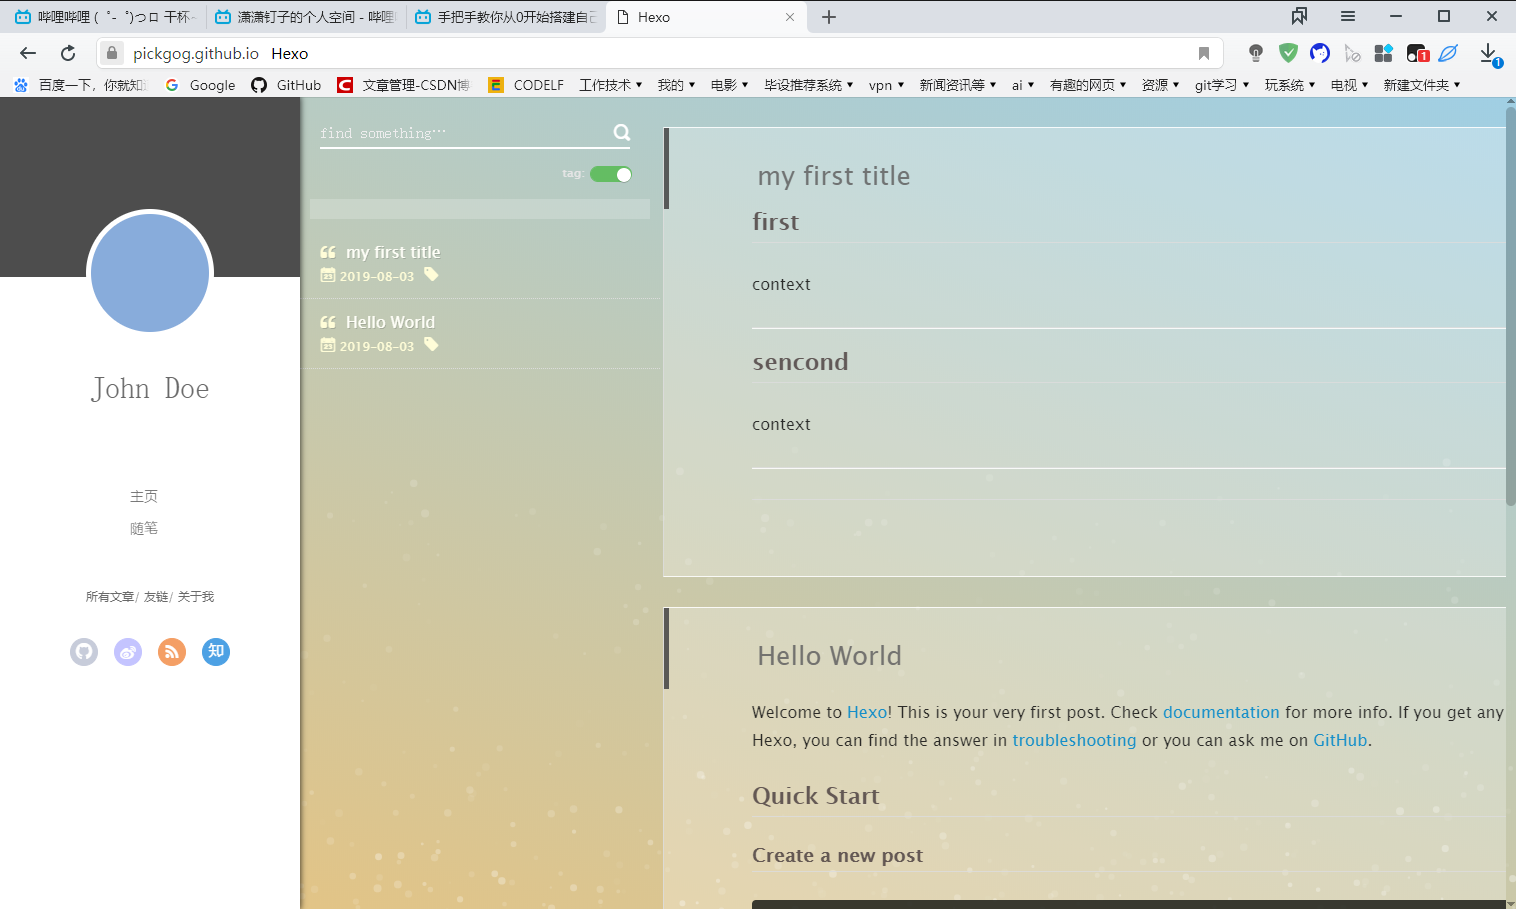 哔哩哔哩 ( ゜- ゜)つロ 干杯~
潇潇钉子的个人空间 - 哔哩
手把手教你从0开始搭建自己
Hexo
pickgog.github.io Hexo
百度一下，你就知道
Google
GitHub
文章管理-CSDN博
CODELF
工作技术
我的
电影
毕设推荐系统
vpn
新闻资讯等
ai
有趣的网页
资源
git学习
玩系统
电视
新建文件夹
John Doe
主页
随笔
所有文章/ 友链/ 关于我
知
find something…
tag:
my first title
2019-08-03
Hello World
2019-08-03
my first title
first
context
sencond
context
Hello World
Welcome to Hexo! This is your very first post. Check documentation for more info. If you get any
Hexo, you can find the answer in troubleshooting or you can ask me on GitHub.
Quick Start
Create a new post